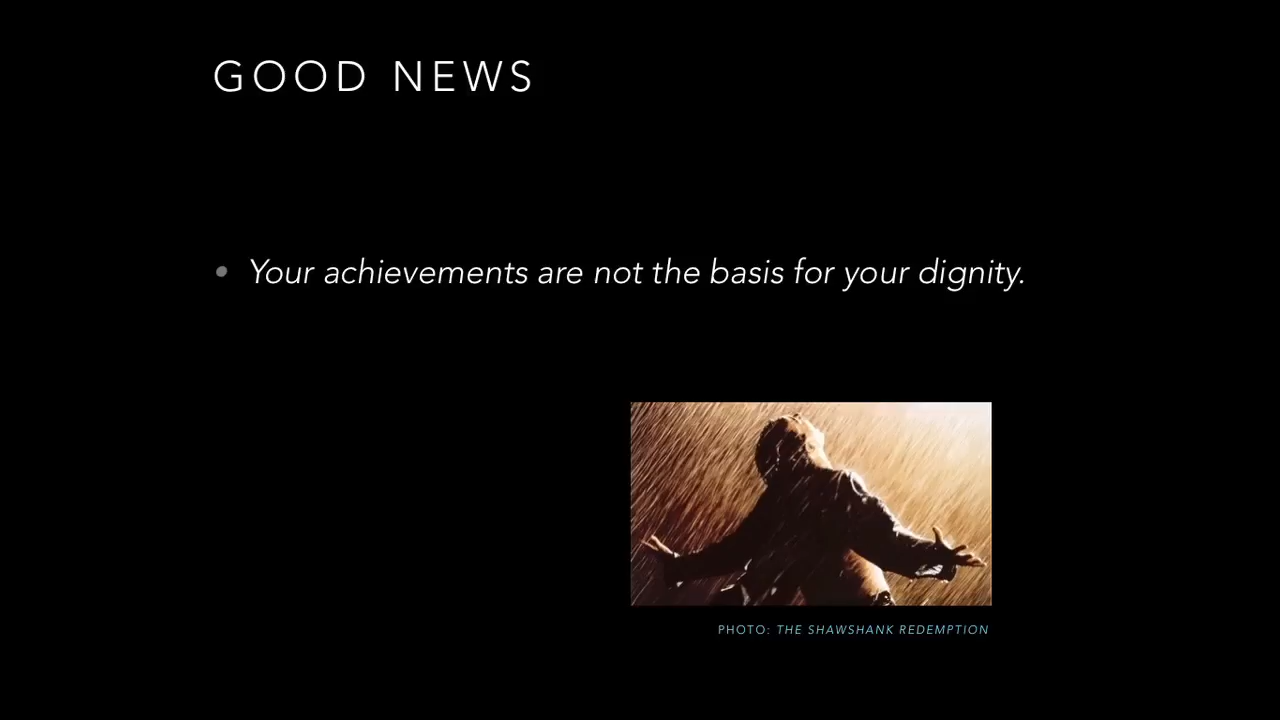 GOOD NEWS
• Your achievements are not the basis for your dignity.
PHOTO: THE SHAWSHANK REDEMPTION